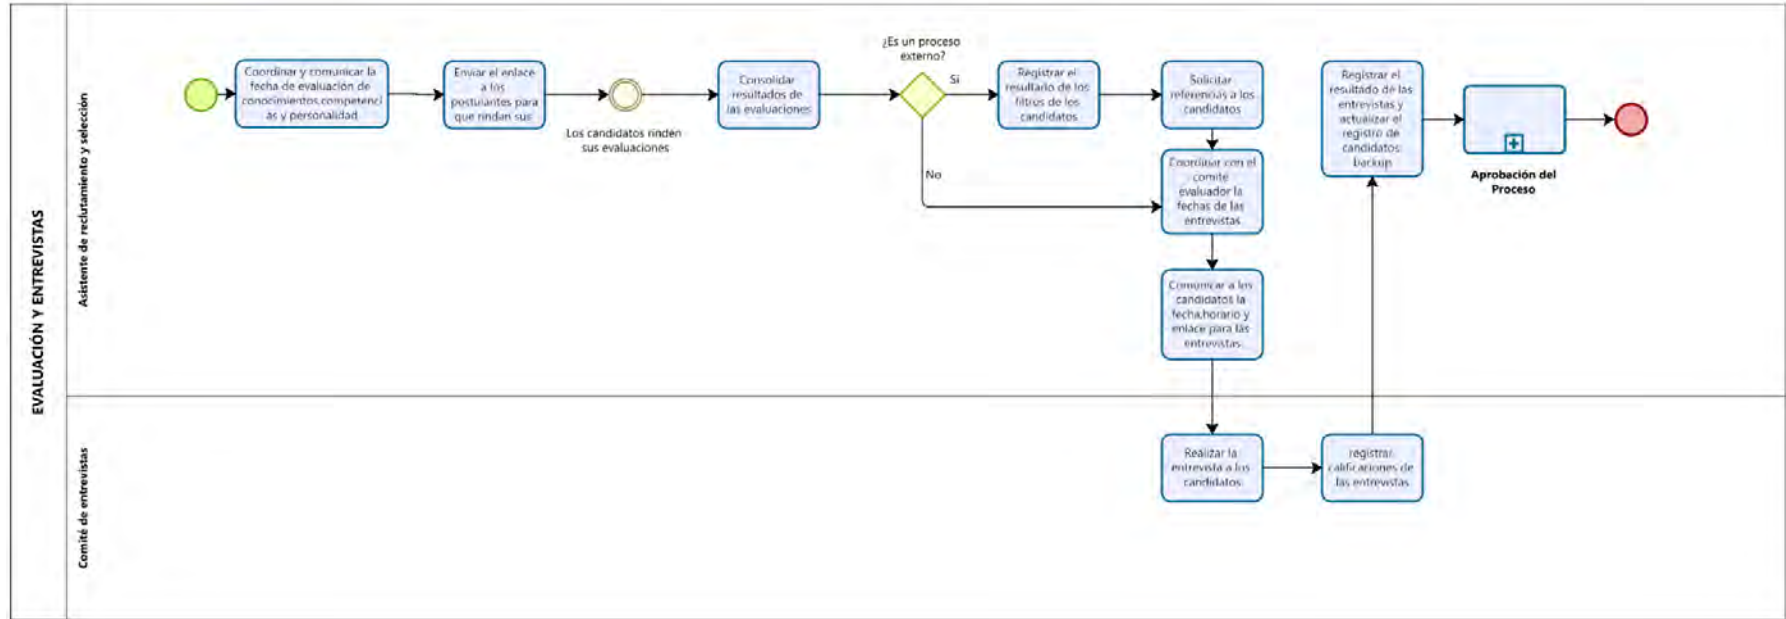 EVALUACIÓN Y ENTREVISTAS
Asistente de reclutamiento y selección
Coordinar y comunicar la
fecha de evaluación de
conocimientos,competenci
as y personalidad
Enviar el enlace
a los
postulantes para
que rindan sus
Los candidatos rinden
sus evaluaciones
Consolidar
resultados de
las evaluaciones
¿Es un proceso
externo?
Si
No
Registrar el
resultado de los
filtros de los
candidatos
Solicitar
referencias a los
candidatos
Coordinar con el
comité
evaluador la
fechas de las
entrevistas
Comunicar a los
candidatos la
fecha,horario y
enlace para las
entrevistas
Registrar el
resultado de las
entrevistas y
actualizar el
registro de
candidatos
backup
Aprobación del
Proceso
Comité de entrevistas
Realizar la
entrevista a los
candidatos
registrar
calificaciones de
las entrevistas